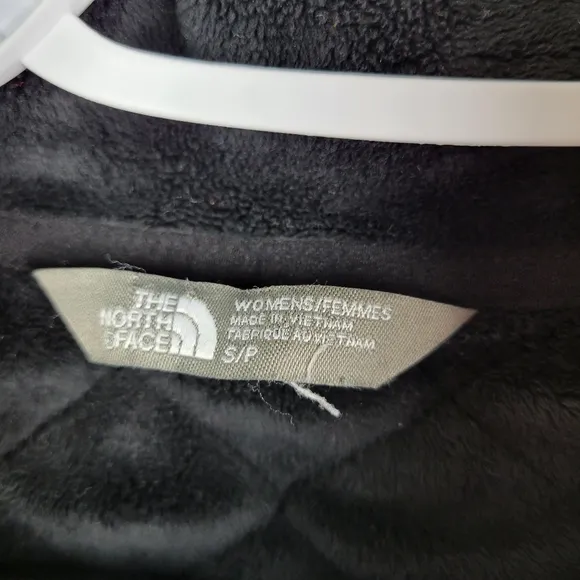 THE
NORTH
FACE
WOMENS/FEMMES
MADE IN VIETNAM
FABRIQUE AU VIETNAM
S/P